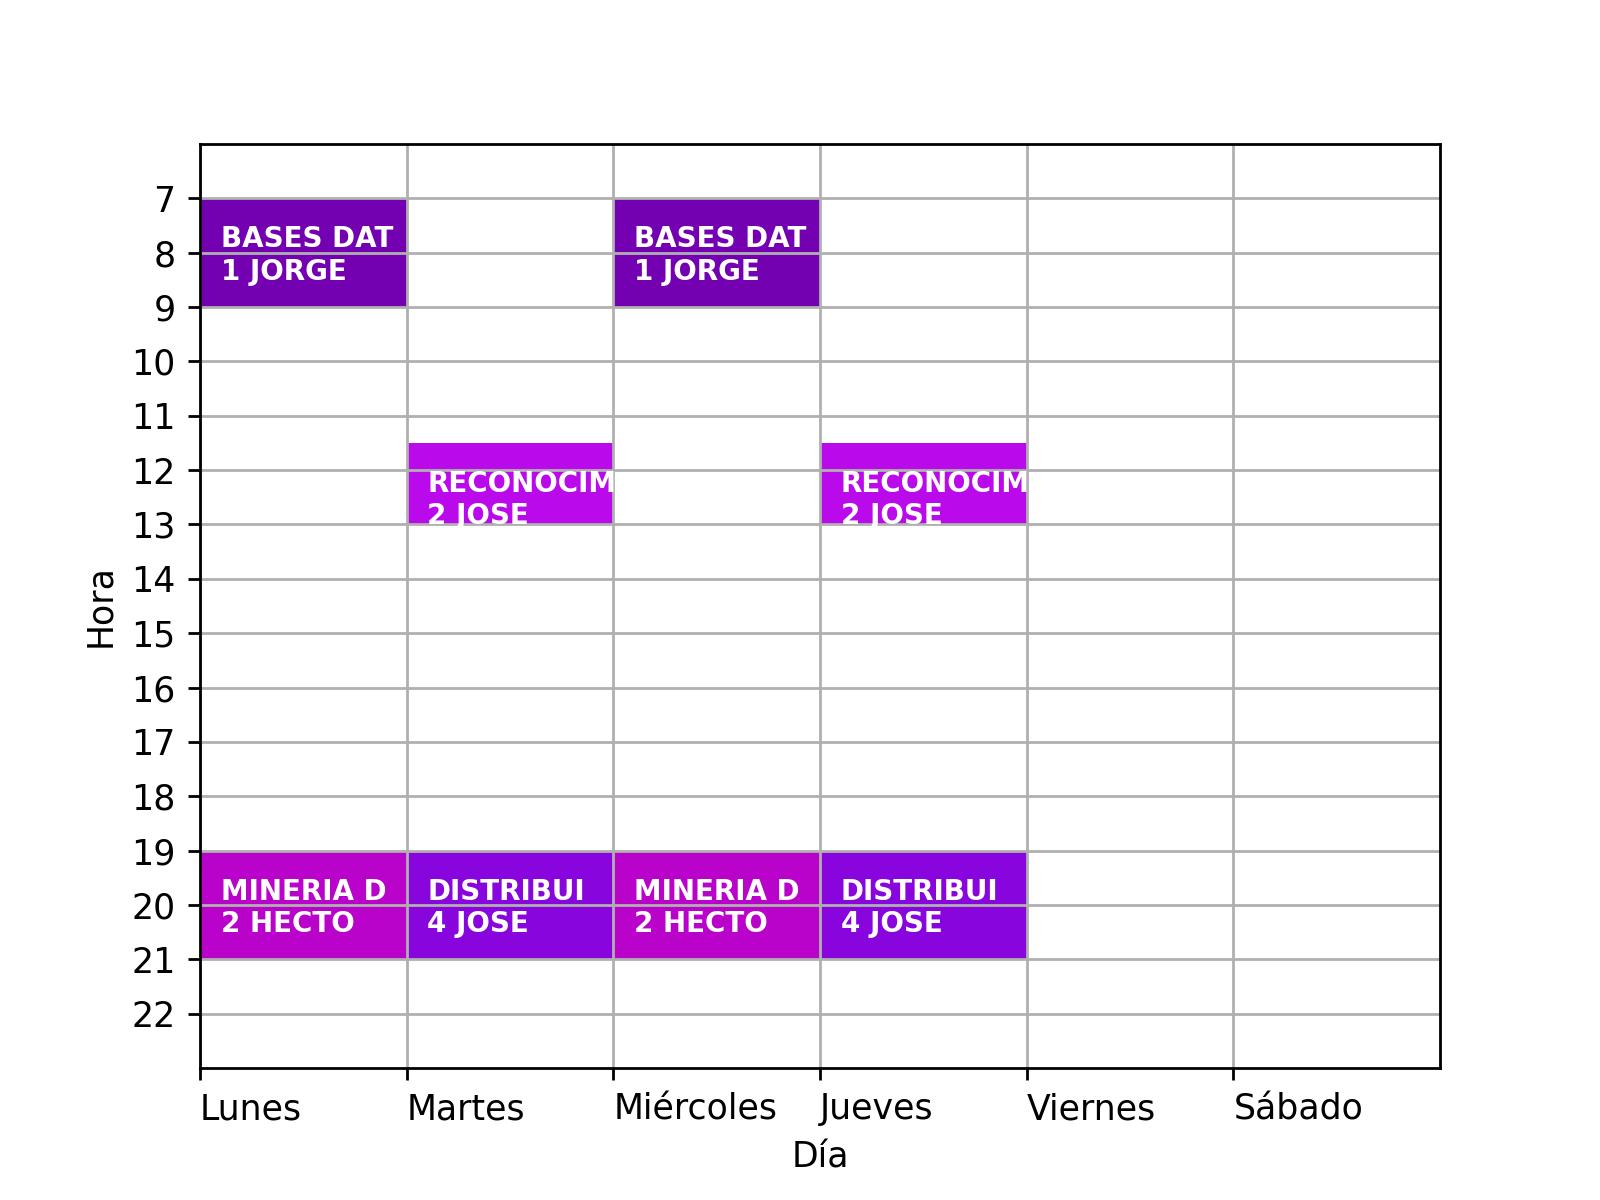 7
BASES DAT
1 JORGE
BASES DAT
1 JORGE
8
9
10
11
12
RECONOCIM
2 JOSE
RECONOCIM
2 JOSE
13
14
Hora
15
16
17
18
19
MINERIA D
2 HECTO
DISTRIBUI
4 JOSE
MINERIA D
2 HECTO
DISTRIBUI
4 JOSE
20
21
22
Lunes Martes Miércoles Jueves Viernes Sábado
Día